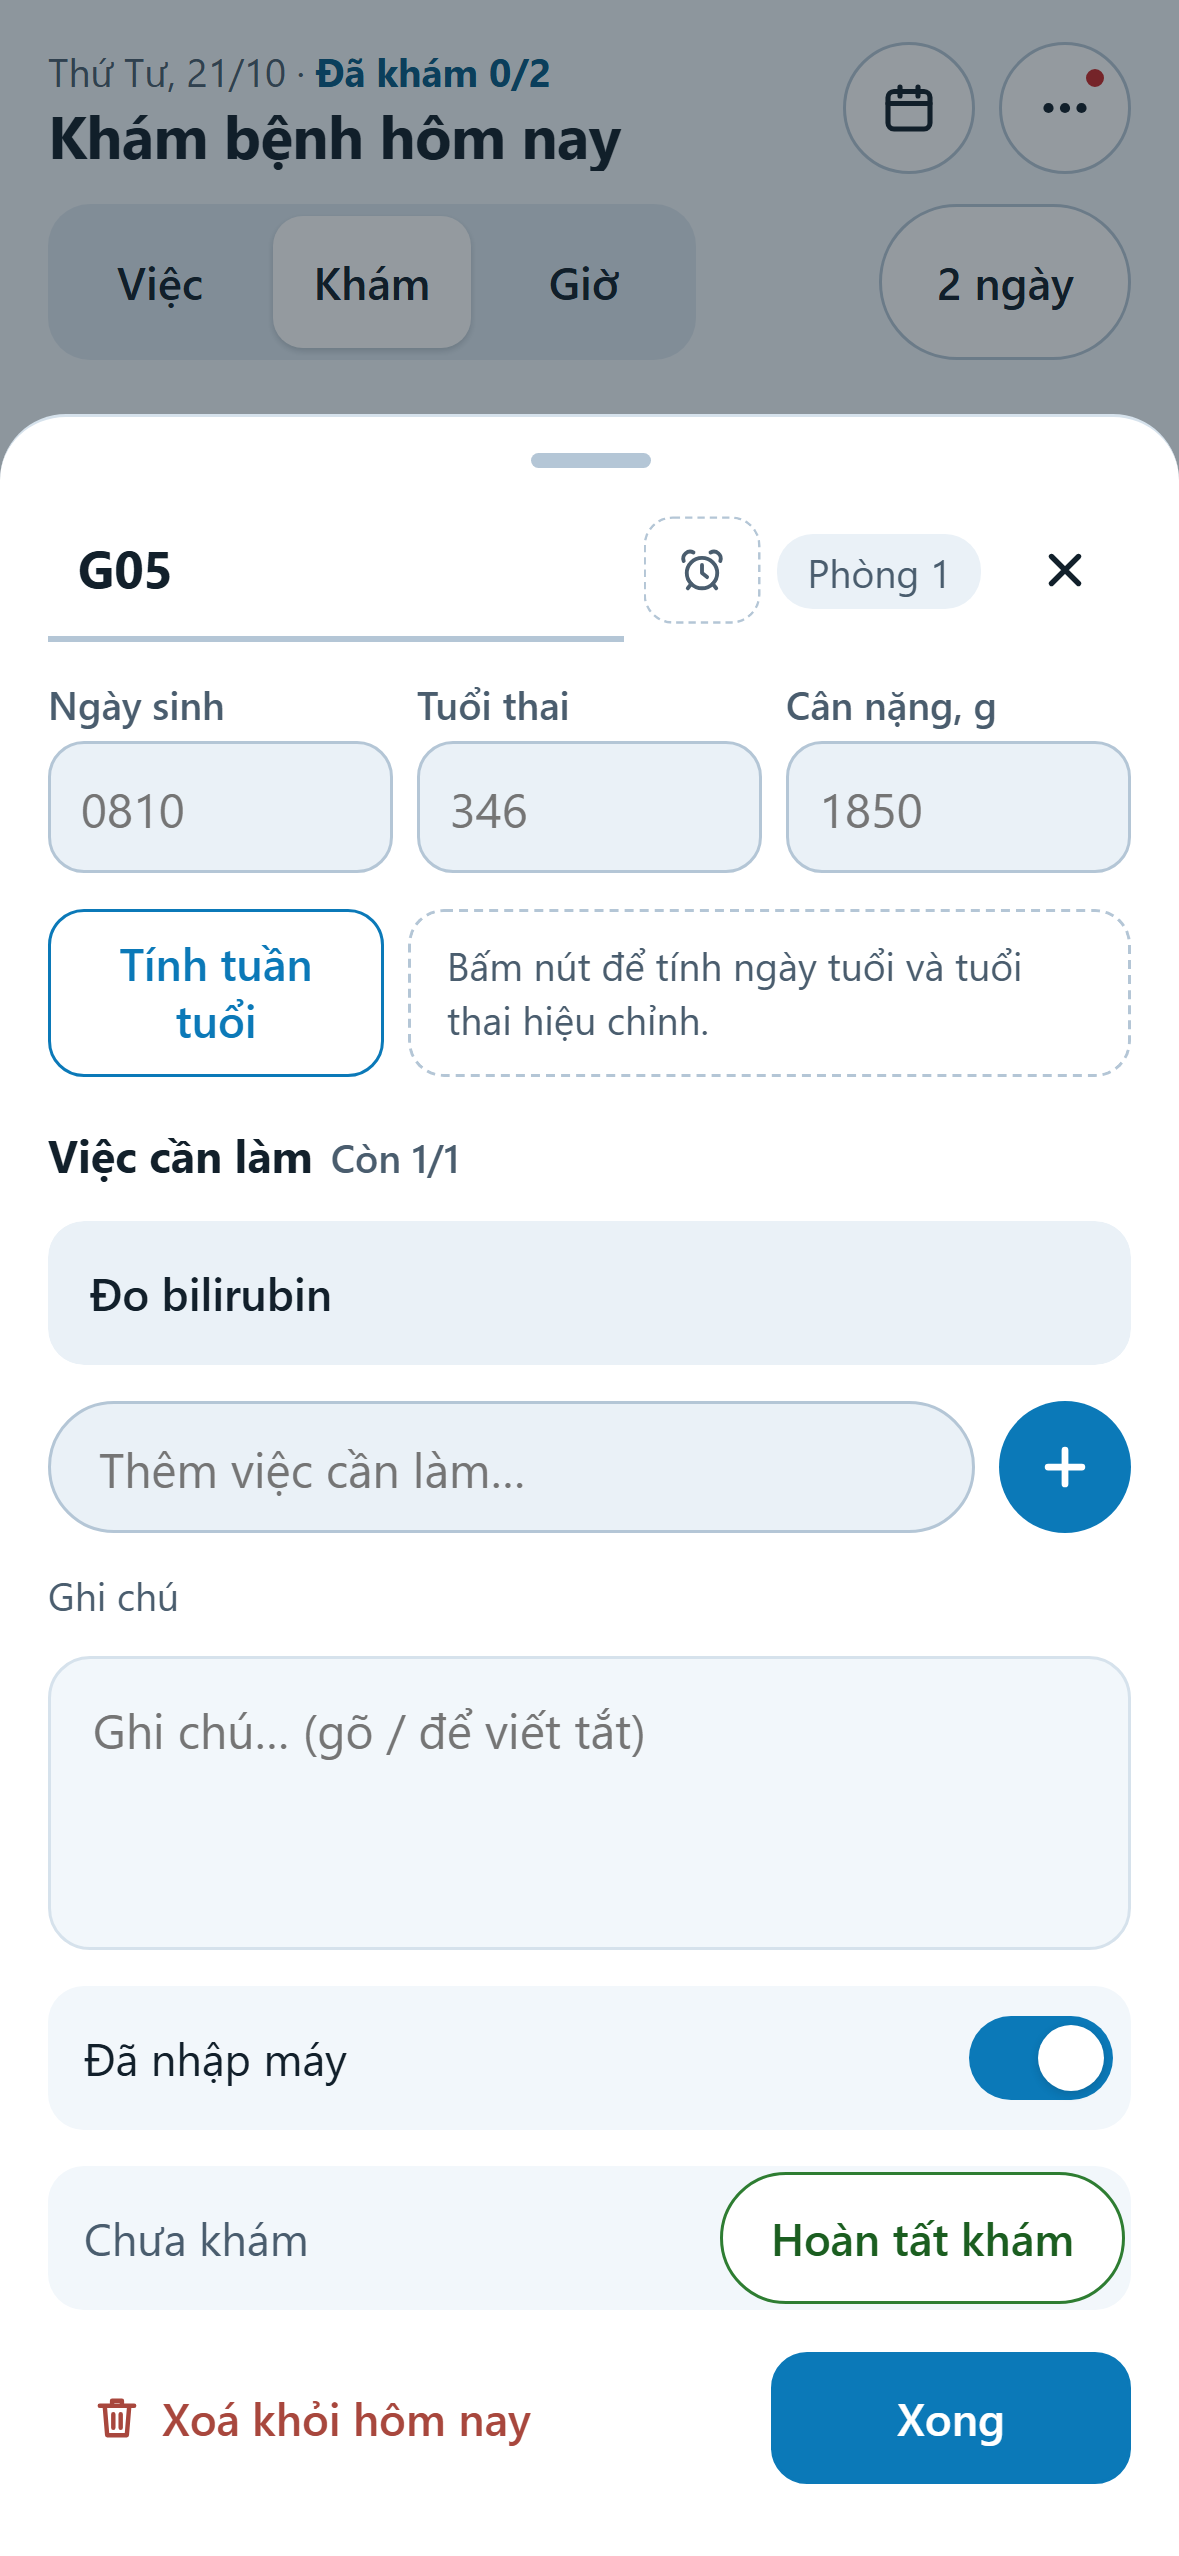 Thứ Tư, 21/10 · Đã khám 0/2
Khám bệnh hôm nay
Việc
Khám
Giờ
2 ngày
G05
Phòng 1
Ngày sinh
Tuổi thai
Cân nặng, g
0810
346
1850
Tính tuần
tuổi
Bấm nút để tính ngày tuổi và tuổi
thai hiệu chỉnh.
Việc cần làm Còn 1/1
Đo bilirubin
Thêm việc cần làm...
Ghi chú
Ghi chú... (gõ / để viết tắt)
Đã nhập máy
Chưa khám
Hoàn tất khám
Xoá khỏi hôm nay
Xong